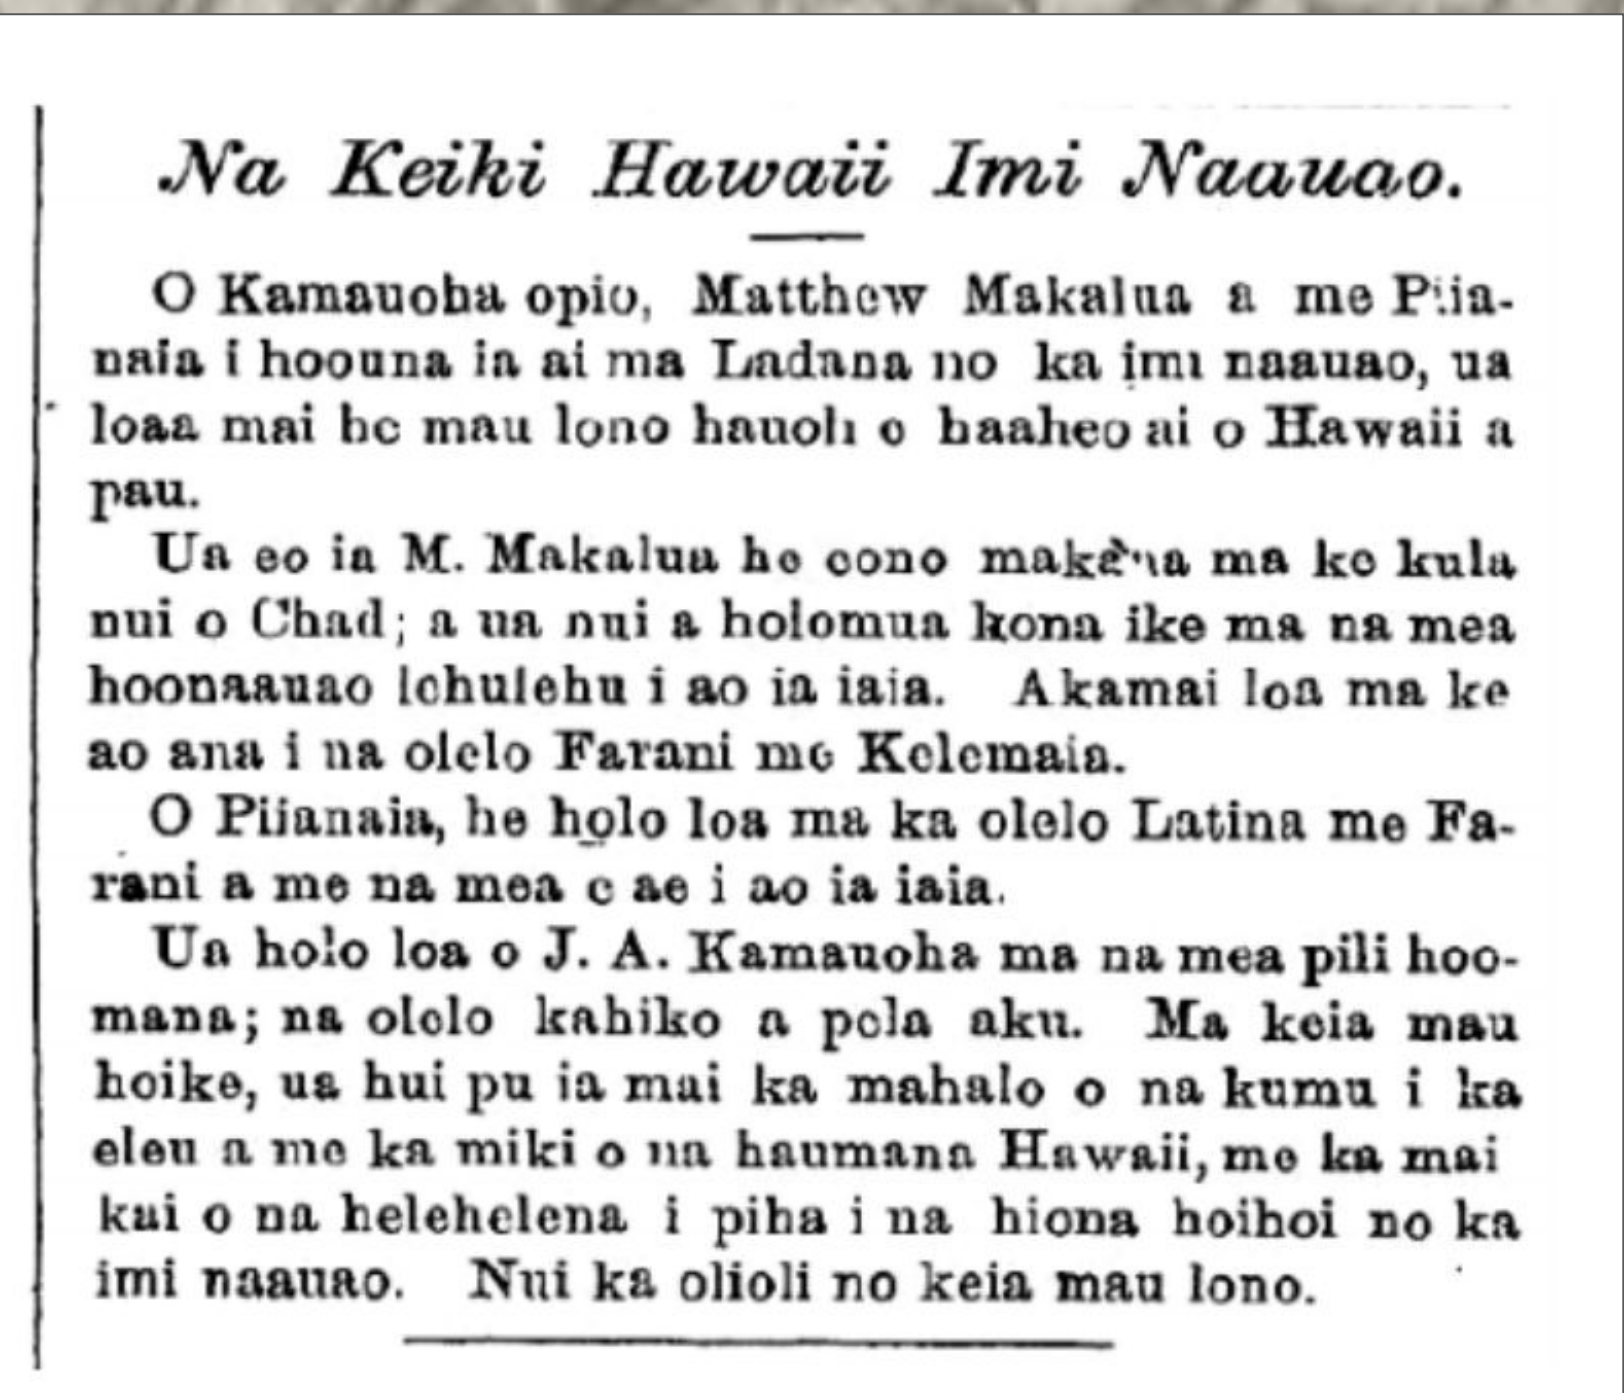 Na Keiki Hawaii Imi Naauao.
O Kamauoha opio, Matthew Makalua a me Piia-
naia i hoouna ia ai ma Ladana no ka imi naauao, ua
loaa mai he mau lono hauoli e haaheo ai o Hawaii a
pau.
Ua eo ia M. Makalua he eono makana ma ke kula
nui o Chad; a ua nui a holomua kona ike ma na mea
hoonaauao lehulehu i ao ia iaia. Akamai loa ma ke
ao ana i na olelo Farani me Kelemaia.
O Piianaia, he holo loa ma ka olelo Latina me Fa-
rani a me na mea e ae i ao ia iaia.
Ua holo loa o J. A. Kamauoha ma na mea pili hoo-
mana; na olelo kahiko a pela aku. Ma keia mau
hoike, ua hui pu ia mai ka mahalo o na kumu i ka
eleu a me ka miki o na haumana Hawaii, me ka mai
kai o na helehelena i piha i na hiona hoihoi no ka
imi naauao. Nui ka olioli no keia mau lono.